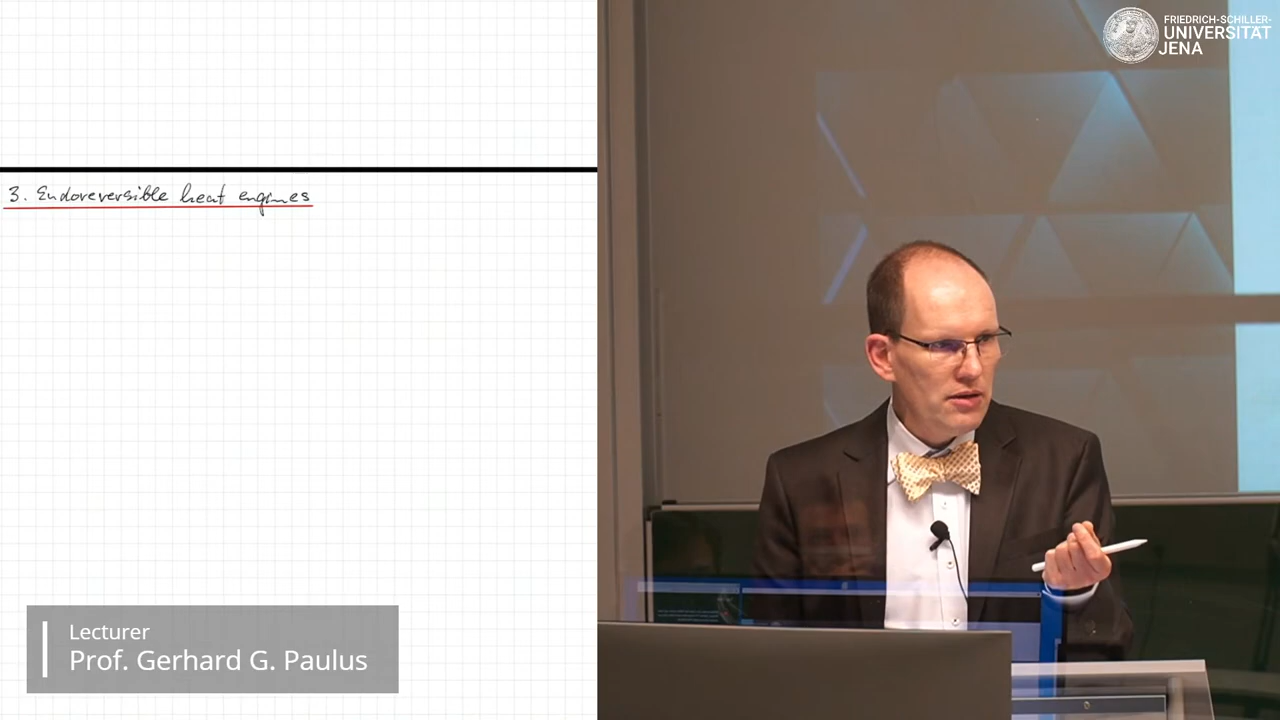 FRIEDRICH-SCHILLER-
UNIVERSITÄT
JENA
3. Endoreversible heat engines
Lecturer
Prof. Gerhard G. Paulus